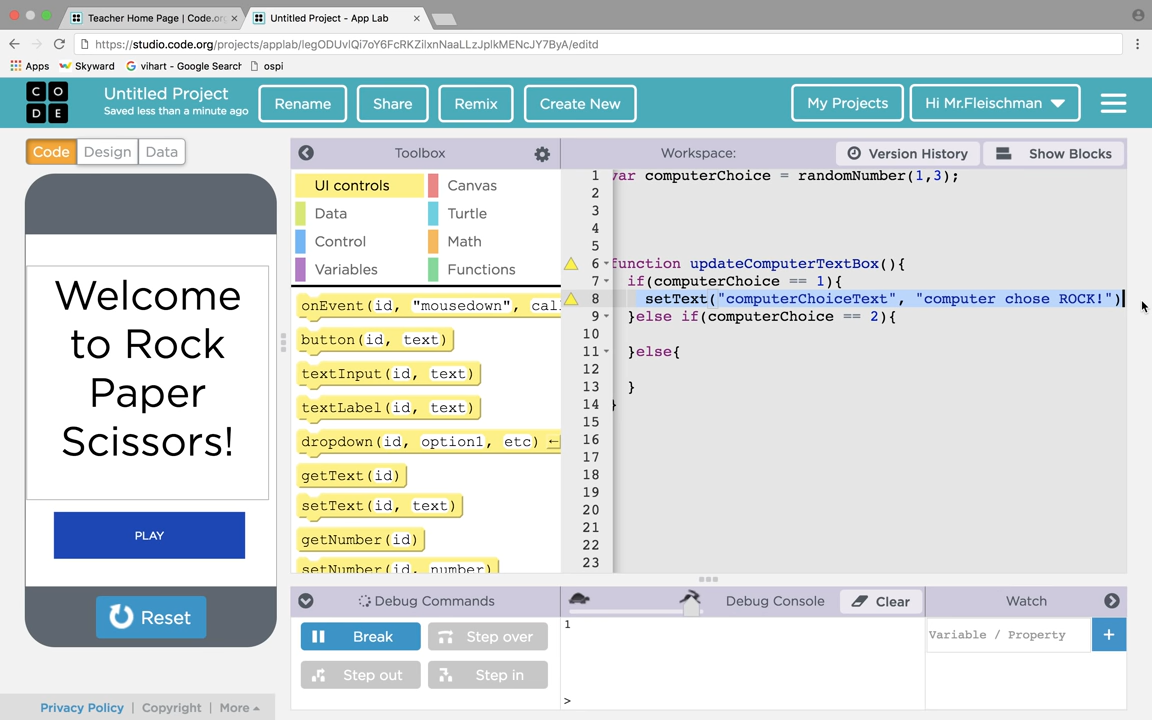 Teacher Home Page | Code.or
Untitled Project - App Lab
https://studio.code.org/projects/applab/legODUvlQi7oY6FcRKZilxnNaaLLzJplkMENcJY7ByA/editd
Apps Skyward vihart - Google Search ospi
C O D E
Untitled Project
Saved less than a minute ago
Rename Share Remix Create New My Projects Hi Mr.Fleischman
Code Design Data
Toolbox
Workspace: Version History Show Blocks
UI controls Canvas
Data Turtle
Control Math
Variables Functions
onEvent(id, "mousedown", cal
button(id, text)
textInput(id, text)
textLabel(id, text)
dropdown(id, option1, etc)
getText(id)
setText(id, text)
getNumber(id)
setNumber(id, number)
1 var computerChoice = randomNumber(1,3);
2
3
4
5
6 function updateComputerTextBox(){
7 if(computerChoice == 1){
8 setText("computerChoiceText", "computer chose ROCK!")
9 }else if(computerChoice == 2){
10
11 }else{
12
13 }
14 }
15
16
17
18
19
20
21
22
23
Welcome
to Rock
Paper
Scissors!
PLAY
Reset
Debug Commands Debug Console Clear Watch
Break Step over
Step out Step in
1
>
Variable / Property +
Privacy Policy | Copyright | More